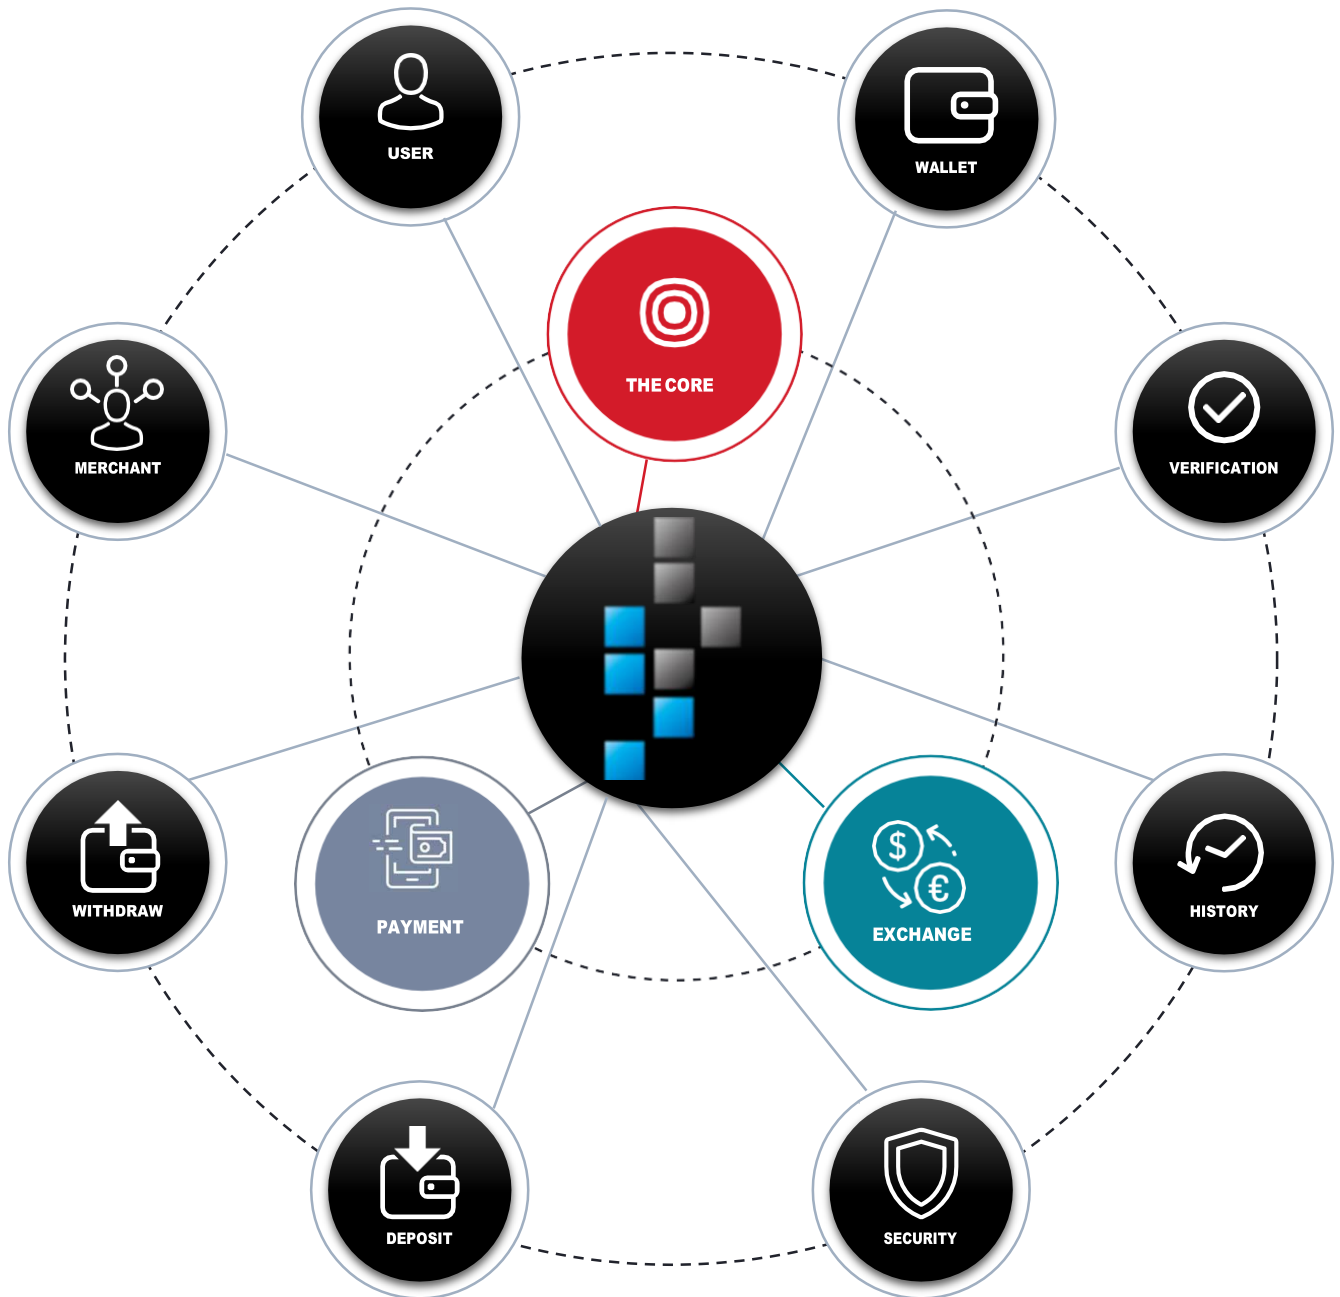 USER
WALLET
THE CORE
MERCHANT
VERIFICATION
WITHDRAW
PAYMENT
$
€
EXCHANGE
HISTORY
DEPOSIT
SECURITY